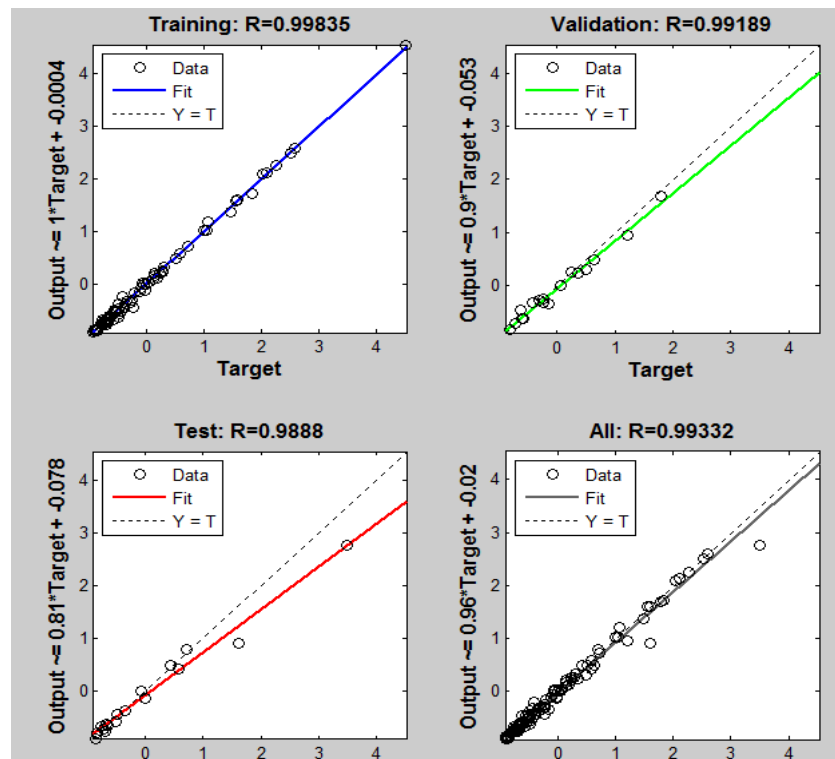 Training: R=0.99835
Output ~= 1*Target + -0.0004
Data
Fit
Y = T
4
3
2
1
0
0 1 2 3 4
Target
Validation: R=0.99189
Output ~= 0.9*Target + -0.053
Data
Fit
Y = T
4
3
2
1
0
0 1 2 3 4
Target
Test: R=0.9888
Output ~= 0.81*Target + -0.078
Data
Fit
Y = T
4
3
2
1
0
0 1 2 3 4
All: R=0.99332
Output ~= 0.96*Target + -0.02
Data
Fit
Y = T
4
3
2
1
0
0 1 2 3 4